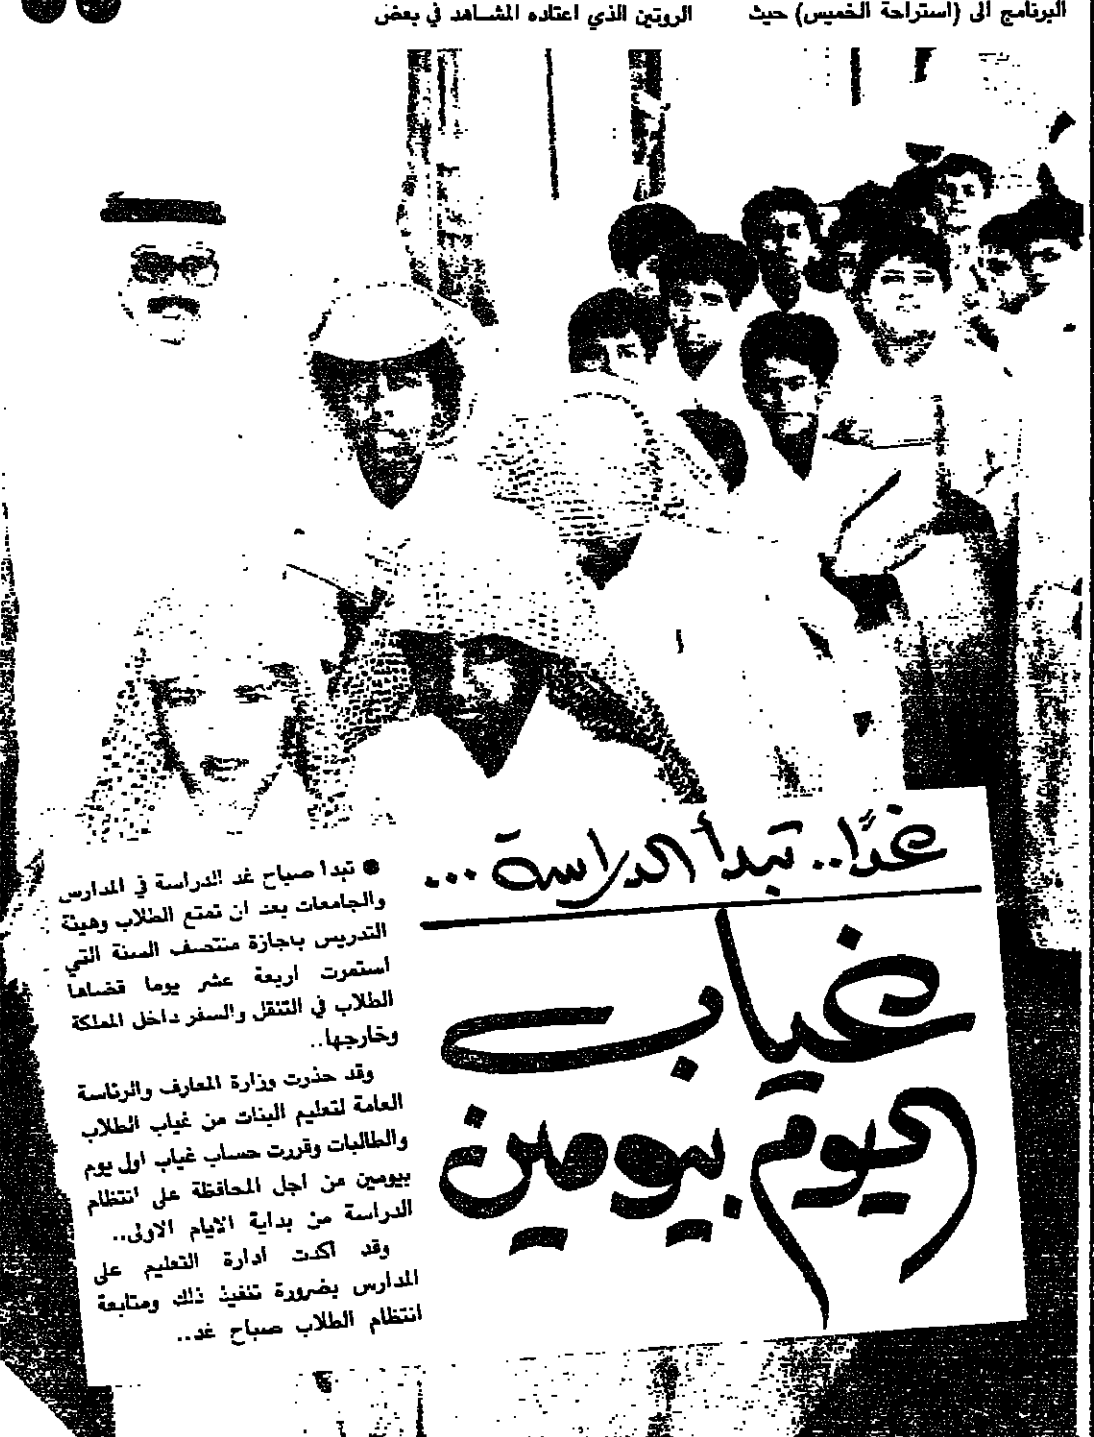 البرنامج الى (استراحة الخميس) حيث
الروتين الذي اعتاده المشاهد في بعض
غدًا.. تبدأ الدراسة ...
غياب
اليوم بيومين
● تبدأ صباح غد الدراسة في المدارس
والجامعات بعد ان تمتع الطلاب وهيئة
التدريس باجازة منتصف السنة التي
استمرت اربعة عشر يوما قضاها
الطلاب في التنقل والسفر داخل المملكة
وخارجها..
وقد حذرت وزارة المعارف والرئاسة
العامة لتعليم البنات من غياب الطلاب
والطالبات وقررت حساب غياب اول يوم
بيومين من اجل المحافظة على انتظام
الدراسة من بداية الايام الاولى..
وقد اكدت ادارة التعليم على
المدارس بضرورة تنفيذ ذلك ومتابعة
انتظام الطلاب صباح غد..